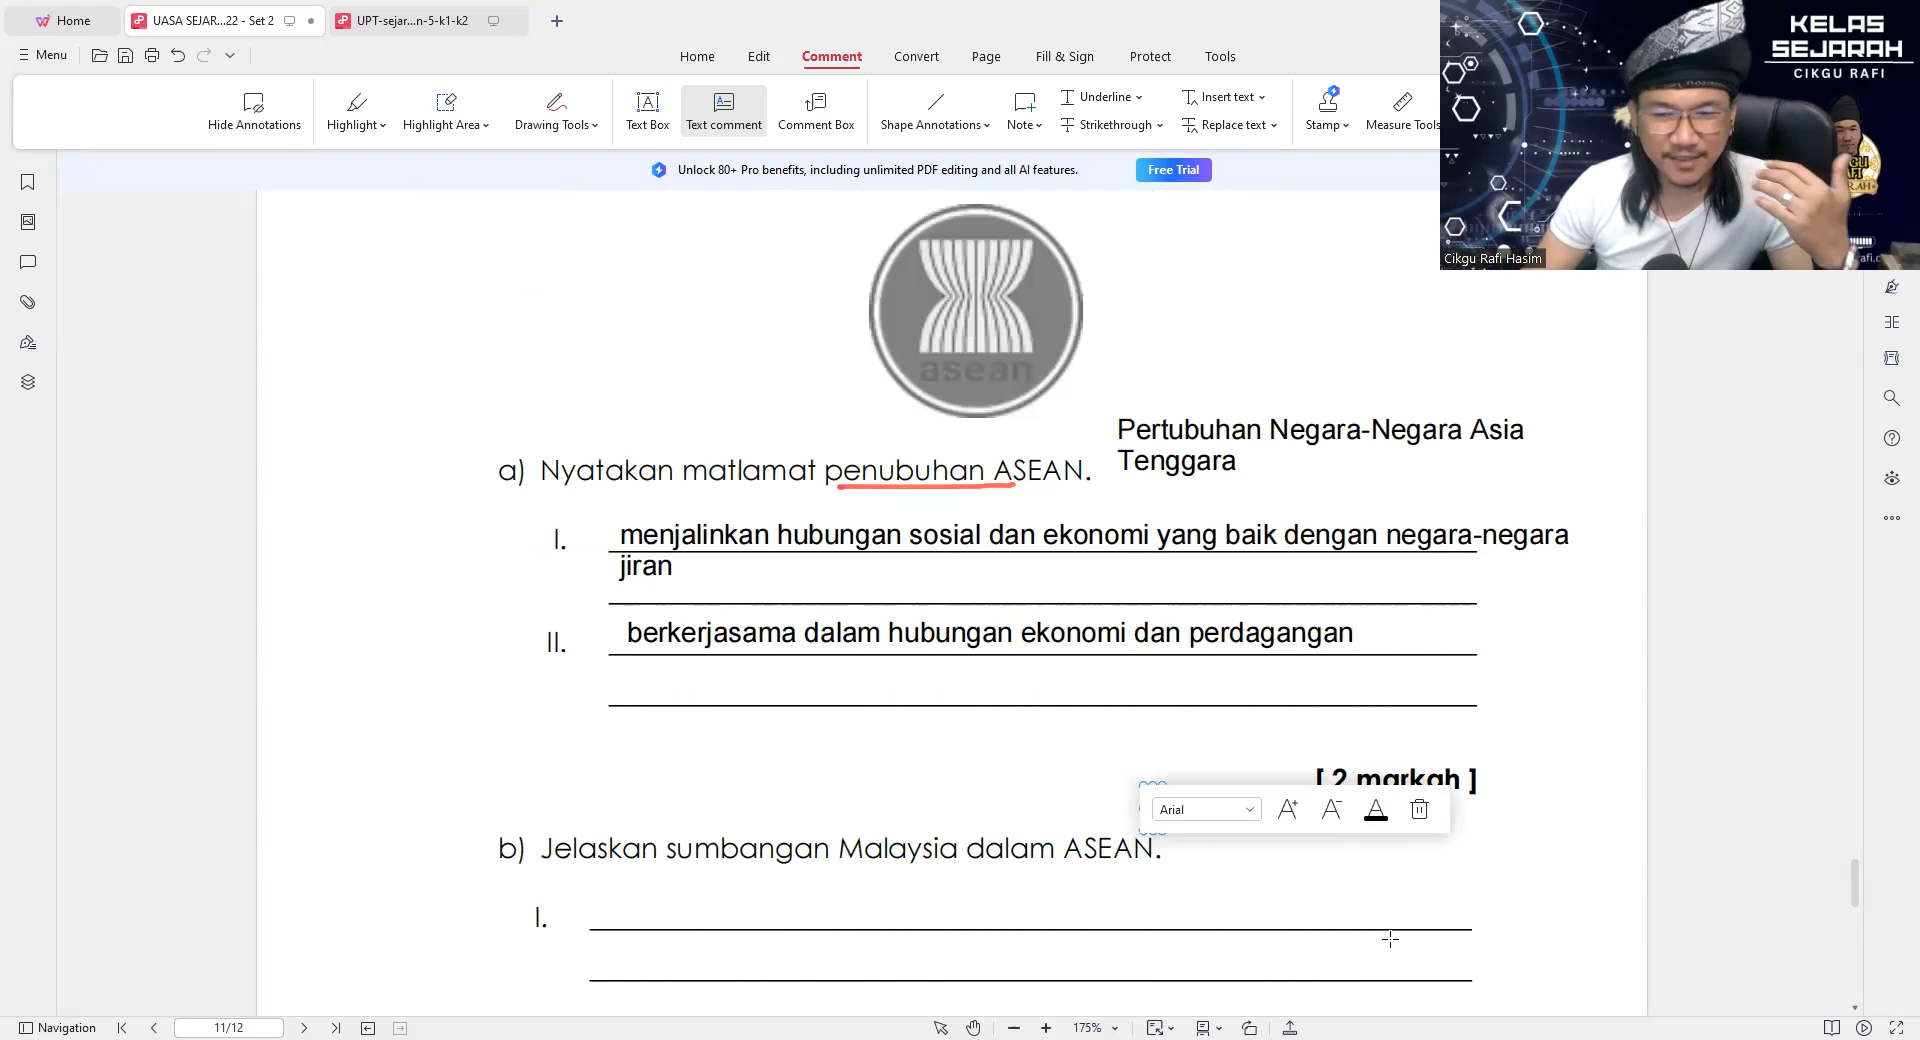 Home
UASA SEJAR...22 - Set 2
UPT-sejar...n-5-k1-k2
Menu
Home Edit Comment Convert Page Fill & Sign Protect Tools
Hide Annotations
Highlight
Highlight Area
Drawing Tools
Text Box
Text comment
Comment Box
Shape Annotations
Note
Underline
Strikethrough
Insert text
Replace text
Stamp
Measure Tools
Unlock 80+ Pro benefits, including unlimited PDF editing and all AI features.
Free Trial
KELAS
SEJARAH
CIKGU RAFI
Cikgu Rafi Hasim
asean
Pertubuhan Negara-Negara Asia
Tenggara
a) Nyatakan matlamat penubuhan ASEAN.
I. menjalinkan hubungan sosial dan ekonomi yang baik dengan negara-negara
jiran
II. berkerjasama dalam hubungan ekonomi dan perdagangan
[ 2 markah ]
Arial
b) Jelaskan sumbangan Malaysia dalam ASEAN.
I.
Navigation
11/12
175%